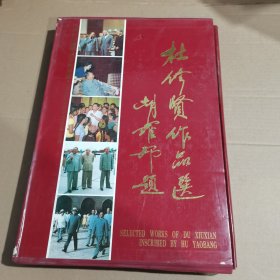 杜修贤作品选
胡耀邦题
SELECTED WORKS OF DU XIUXIAN
INSCRIBED BY HU YAOBANG